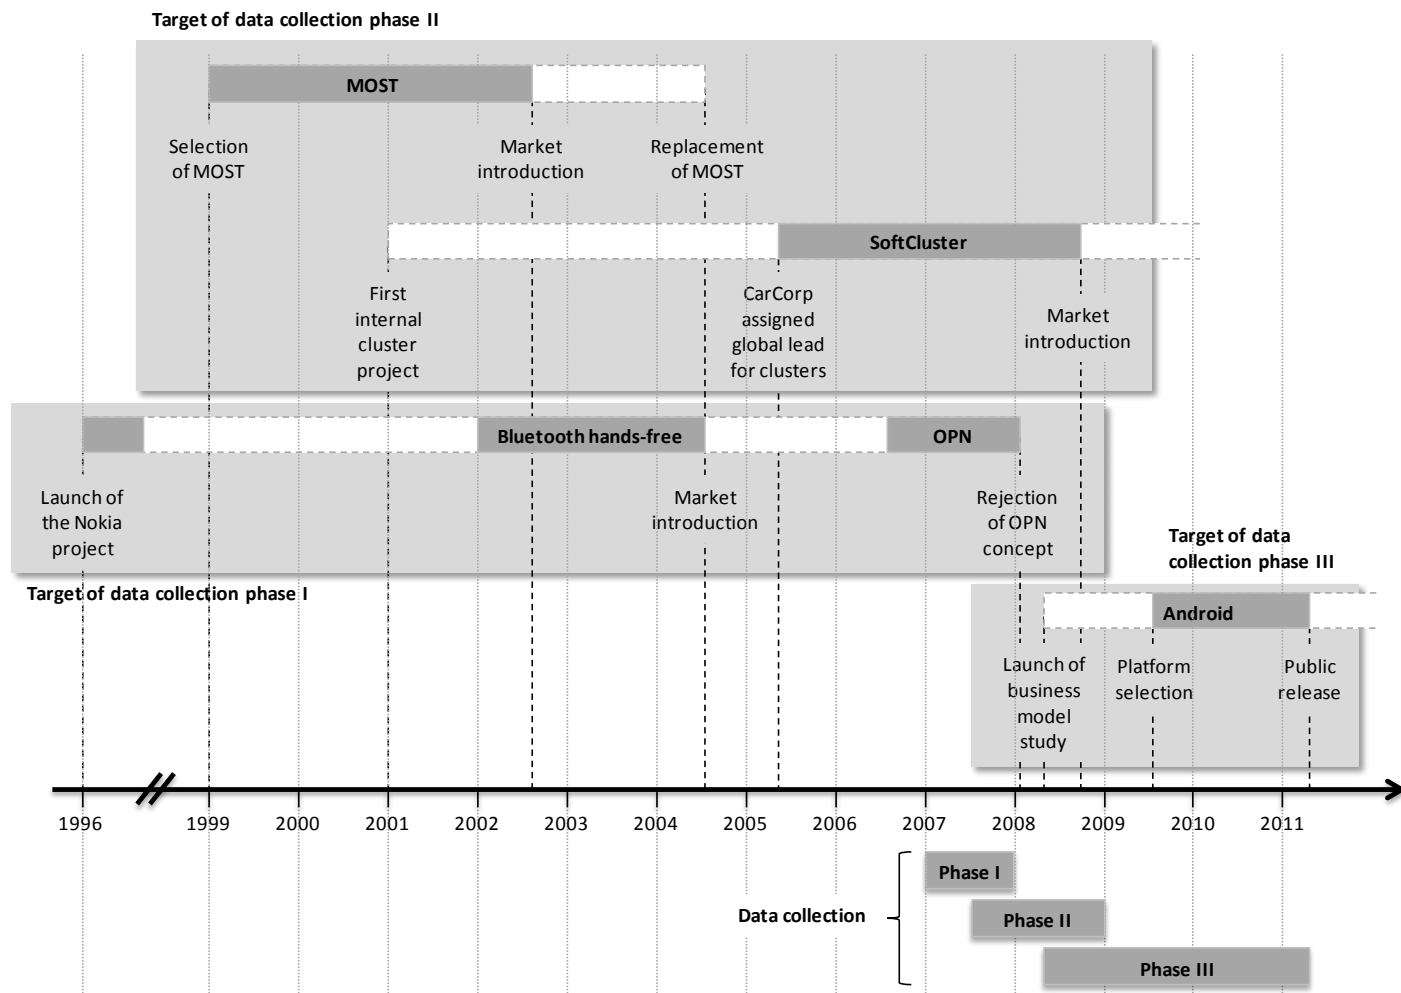 Target of data collection phase II
MOST
Selection
of MOST
Market
introduction
Replacement
of MOST
SoftCluster
First
internal
cluster
project
CarCorp
assigned
global lead
for clusters
Market
introduction
Bluetooth hands-free
OPN
Launch of
the Nokia
project
Market
introduction
Rejection
of OPN
concept
Target of data
collection phase III
Target of data collection phase I
Android
Launch of
business
model
study
Platform
selection
Public
release
1996
1999
2000
2001
2002
2003
2004
2005
2006
2007
2008
2009
2010
2011
Phase I
Data collection
Phase II
Phase III